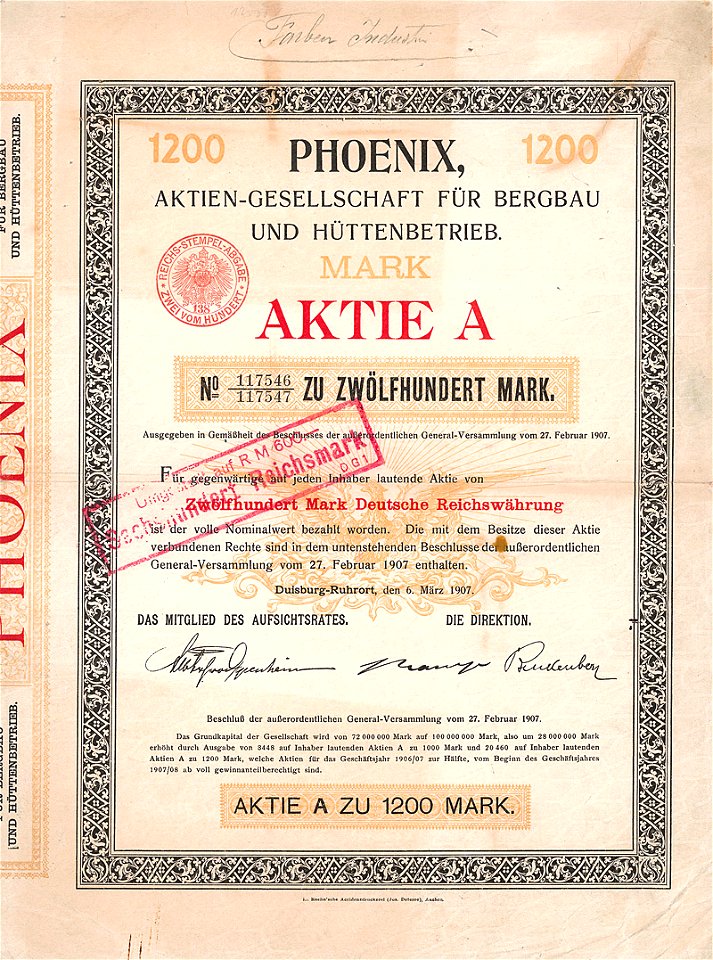 Farben Industri
1200 PHOENIX, 1200
AKTIEN-GESELLSCHAFT FÜR BERGBAU
UND HÜTTENBETRIEB.
MARK
REICHS-STEMPEL-ABGABE
138
ZWEI VOM HUNDERT
AKTIE A
No 117546
117547 ZU ZWÖLFHUNDERT MARK.
Ausgegeben in Gemäßheit des Beschlusses der außerordentlichen General-Versammlung vom 27. Februar 1907.
auf RM 600.—
Sechshundert Reichsmark
Für gegenwärtige auf jeden Inhaber lautende Aktie von
Zwölfhundert Mark Deutsche Reichswährung
ist der volle Nominalwert bezahlt worden. Die mit dem Besitze dieser Aktie
verbundenen Rechte sind in dem untenstehenden Beschlusse der außerordentlichen
General-Versammlung vom 27. Februar 1907 enthalten.
Duisburg-Ruhrort, den 6. März 1907.
DAS MITGLIED DES AUFSICHTSRATES. DIE DIREKTION.
Beschluß der außerordentlichen General-Versammlung vom 27. Februar 1907.
Das Grundkapital der Gesellschaft wird von 72 000 000 Mark auf 100 000 000 Mark, also um 28 000 000 Mark
erhöht durch Ausgabe von 8448 auf Inhaber lautenden Aktien A zu 1000 Mark und 20 460 auf Inhaber lautenden
Aktien A zu 1200 Mark, welche Aktien für das Geschäftsjahr 1906/07 zur Hälfte, vom Beginn des Geschäftsjahres
1907/08 ab voll gewinnanteilberechtigt sind.
AKTIE A ZU 1200 MARK.
FÜR BERGBAU
UND HÜTTENBETRIEB.
PHOENIX
UND HÜTTENBETRIEB.